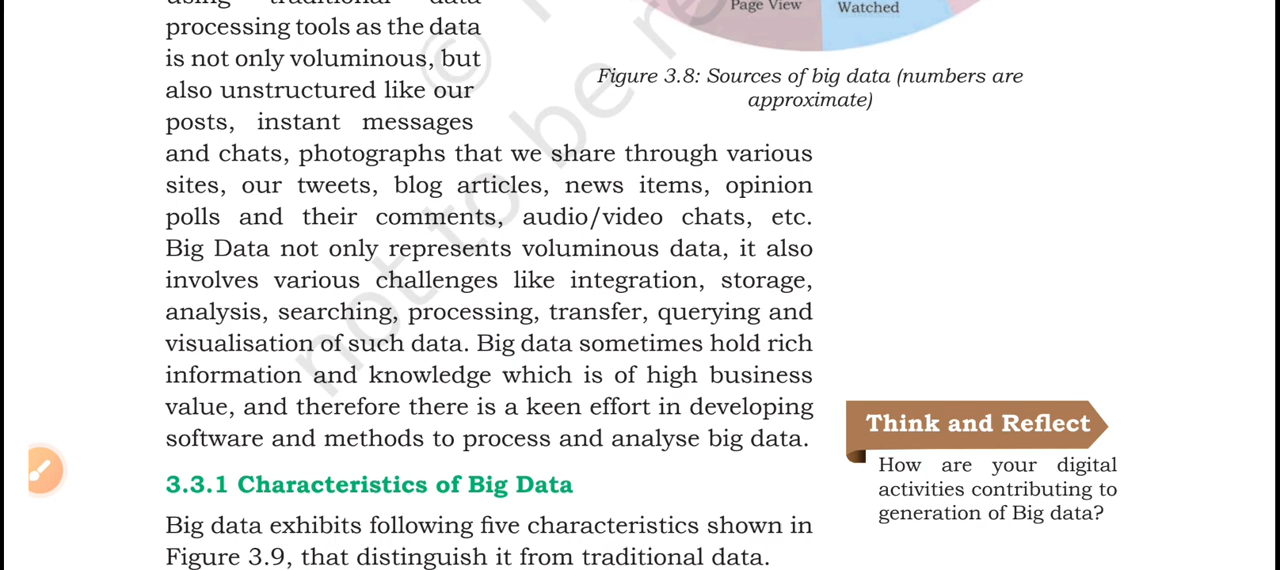 using traditional data
processing tools as the data
is not only voluminous, but
also unstructured like our
posts, instant messages
and chats, photographs that we share through various
sites, our tweets, blog articles, news items, opinion
polls and their comments, audio/video chats, etc.
Big Data not only represents voluminous data, it also
involves various challenges like integration, storage,
analysis, searching, processing, transfer, querying and
visualisation of such data. Big data sometimes hold rich
information and knowledge which is of high business
value, and therefore there is a keen effort in developing
software and methods to process and analyse big data.
3.3.1 Characteristics of Big Data
Big data exhibits following five characteristics shown in
Figure 3.9, that distinguish it from traditional data.
Page View
Watched
Figure 3.8: Sources of big data (numbers are
approximate)
Think and Reflect
How are your digital
activities contributing to
generation of Big data?
©
not to be re